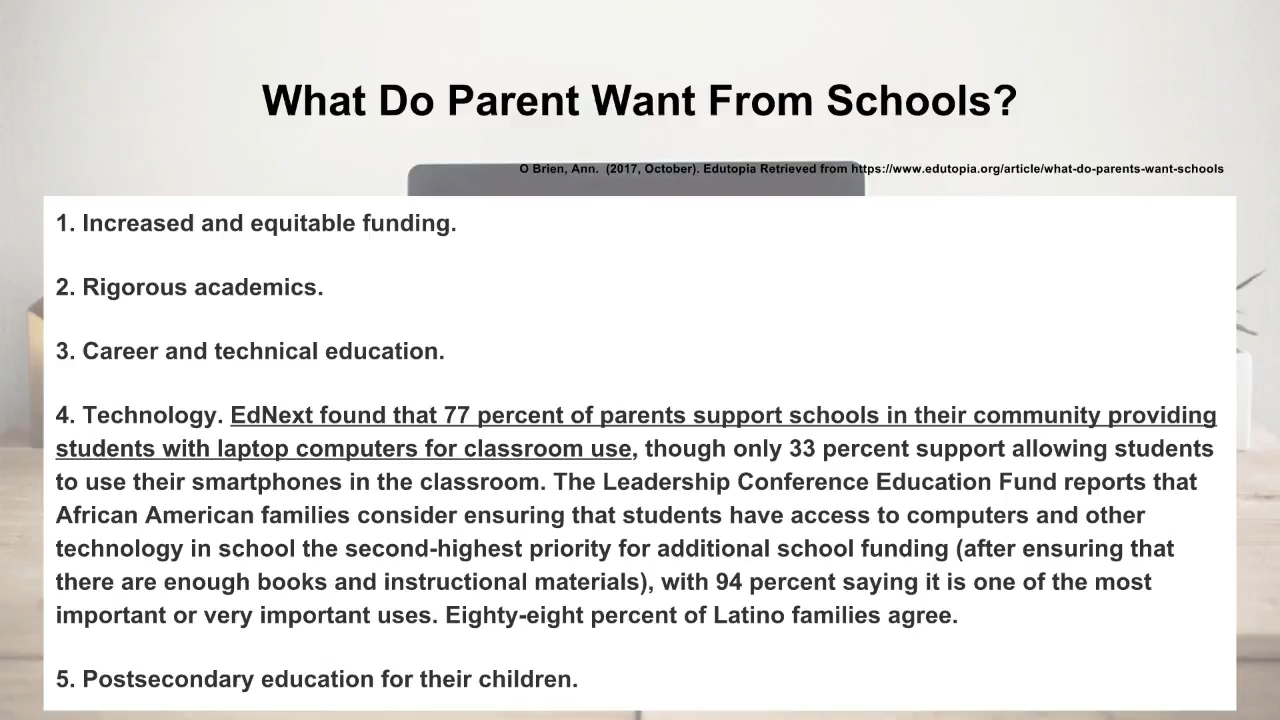 What Do Parent Want From Schools?
O Brien, Ann. (2017, October). Edutopia Retrieved from https://www.edutopia.org/article/what-do-parents-want-schools
1. Increased and equitable funding.
2. Rigorous academics.
3. Career and technical education.
4. Technology. EdNext found that 77 percent of parents support schools in their community providing
students with laptop computers for classroom use, though only 33 percent support allowing students
to use their smartphones in the classroom. The Leadership Conference Education Fund reports that
African American families consider ensuring that students have access to computers and other
technology in school the second-highest priority for additional school funding (after ensuring that
there are enough books and instructional materials), with 94 percent saying it is one of the most
important or very important uses. Eighty-eight percent of Latino families agree.
5. Postsecondary education for their children.